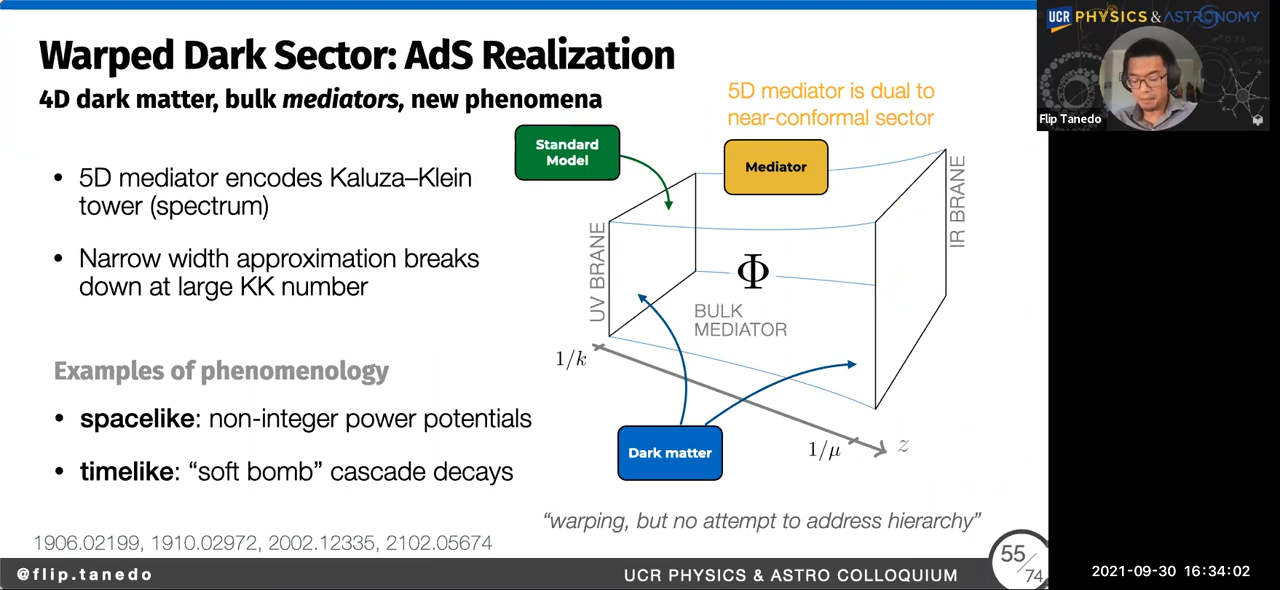 Warped Dark Sector: AdS Realization
4D dark matter, bulk mediators, new phenomena
• 5D mediator encodes Kaluza–Klein
tower (spectrum)
• Narrow width approximation breaks
down at large KK number
Examples of phenomenology
• spacelike: non-integer power potentials
• timelike: “soft bomb” cascade decays
1906.02199, 1910.02972, 2002.12335, 2102.05674
5D mediator is dual to
near-conformal sector
Standard
Model
Mediator
UV BRANE
IR BRANE
Φ
BULK
MEDIATOR
1/k
1/μ
z
Dark matter
“warping, but no attempt to address hierarchy”
@flip.tanedo
UCR PHYSICS & ASTRO COLLOQUIUM
55/74
UCR PHYSICS & ASTRONOMY
Flip Tanedo
2021-09-30 16:34:02